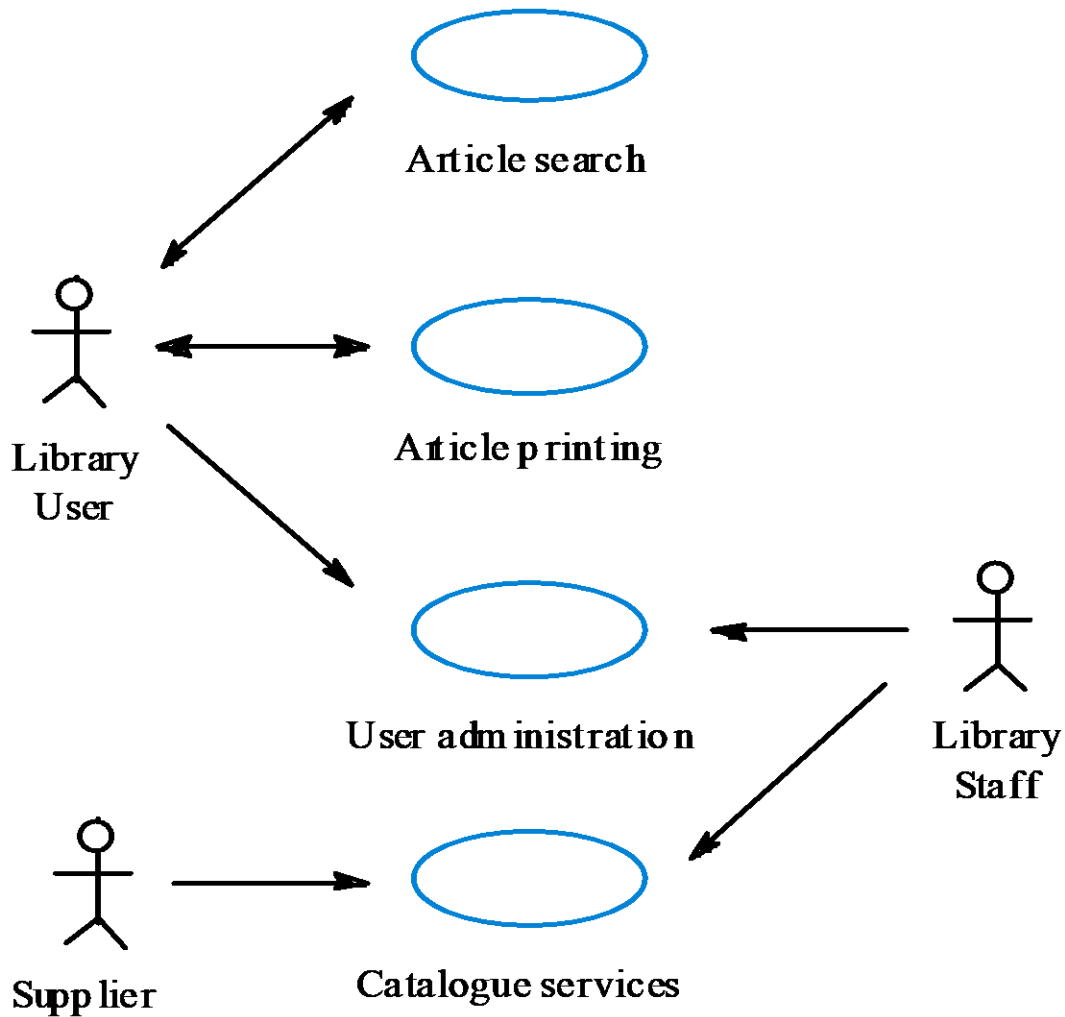 Article search
Article printing
Library
User
User administration
Library
Staff
Catalogue services
Supplier